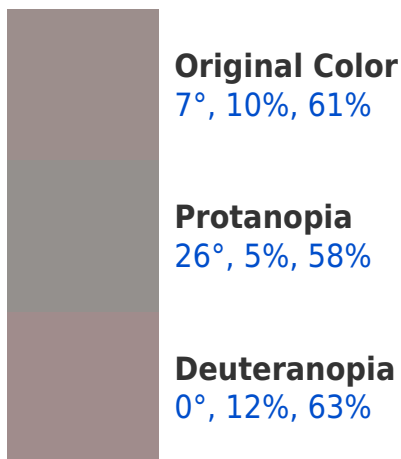 Original Color
7°, 10%, 61%
Protanopia
26°, 5%, 58%
Deuteranopia
0°, 12%, 63%